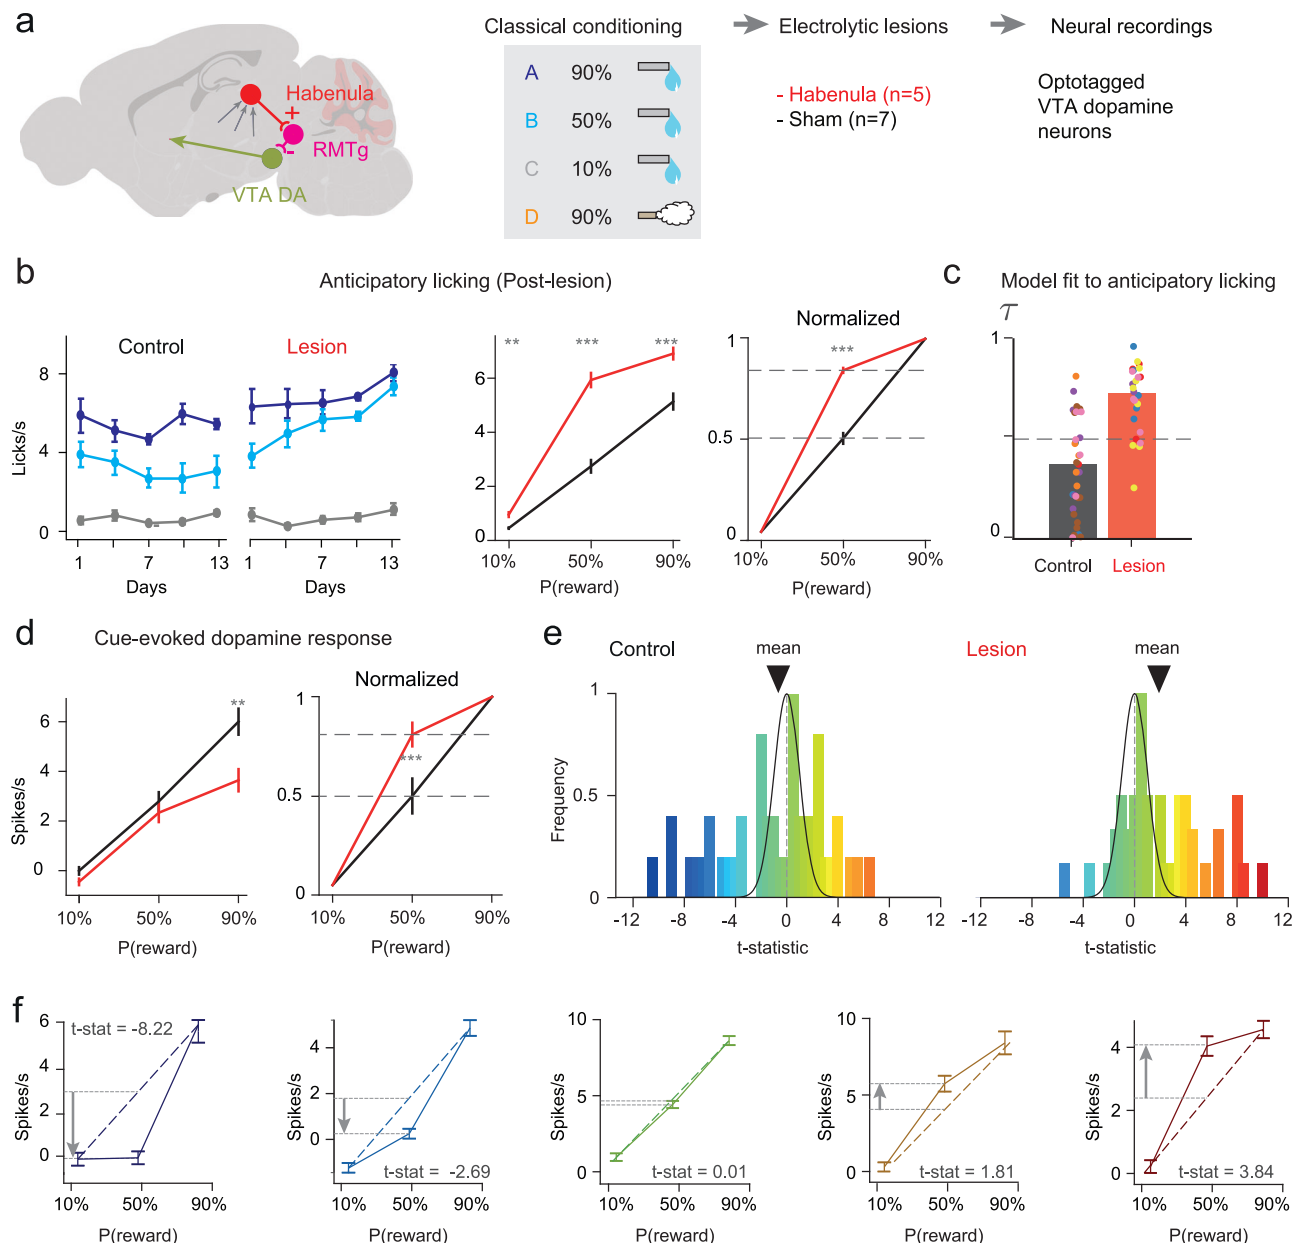 a
Classical conditioning
Electrolytic lesions
Neural recordings
Habenula
+
RMTg
-
VTA DA
A 90%
B 50%
C 10%
D 90%
- Habenula (n=5)
- Sham (n=7)
Optotagged
VTA dopamine
neurons
b
Anticipatory licking (Post-lesion)
Control
Lesion
Licks/s
8
4
0
1 7 13
Days
1 7 13
Days
** *** ***
6
4
2
0
10% 50% 90%
P(reward)
Normalized
***
1
0.5
1
10% 50% 90%
P(reward)
c
Model fit to anticipatory licking
τ
1
0
Control
Lesion
d
Cue-evoked dopamine response
**
Spikes/s
6
4
2
0
10% 50% 90%
P(reward)
Normalized
***
1
0.5
1
10% 50% 90%
P(reward)
e
Control
mean
Lesion
mean
Frequency
1
0.5
0
-12 -8 -4 0 4 8 12
t-statistic
-12 -8 -4 0 4 8 12
t-statistic
f
t-stat = -8.22
Spikes/s
6
4
2
0
10% 50% 90%
P(reward)
Spikes/s
4
2
0
t-stat = -2.69
10% 50% 90%
P(reward)
Spikes/s
10
5
0
t-stat = 0.01
10% 50% 90%
P(reward)
Spikes/s
10
5
0
t-stat = 1.81
10% 50% 90%
P(reward)
Spikes/s
4
2
0
t-stat = 3.84
10% 50% 90%
P(reward)